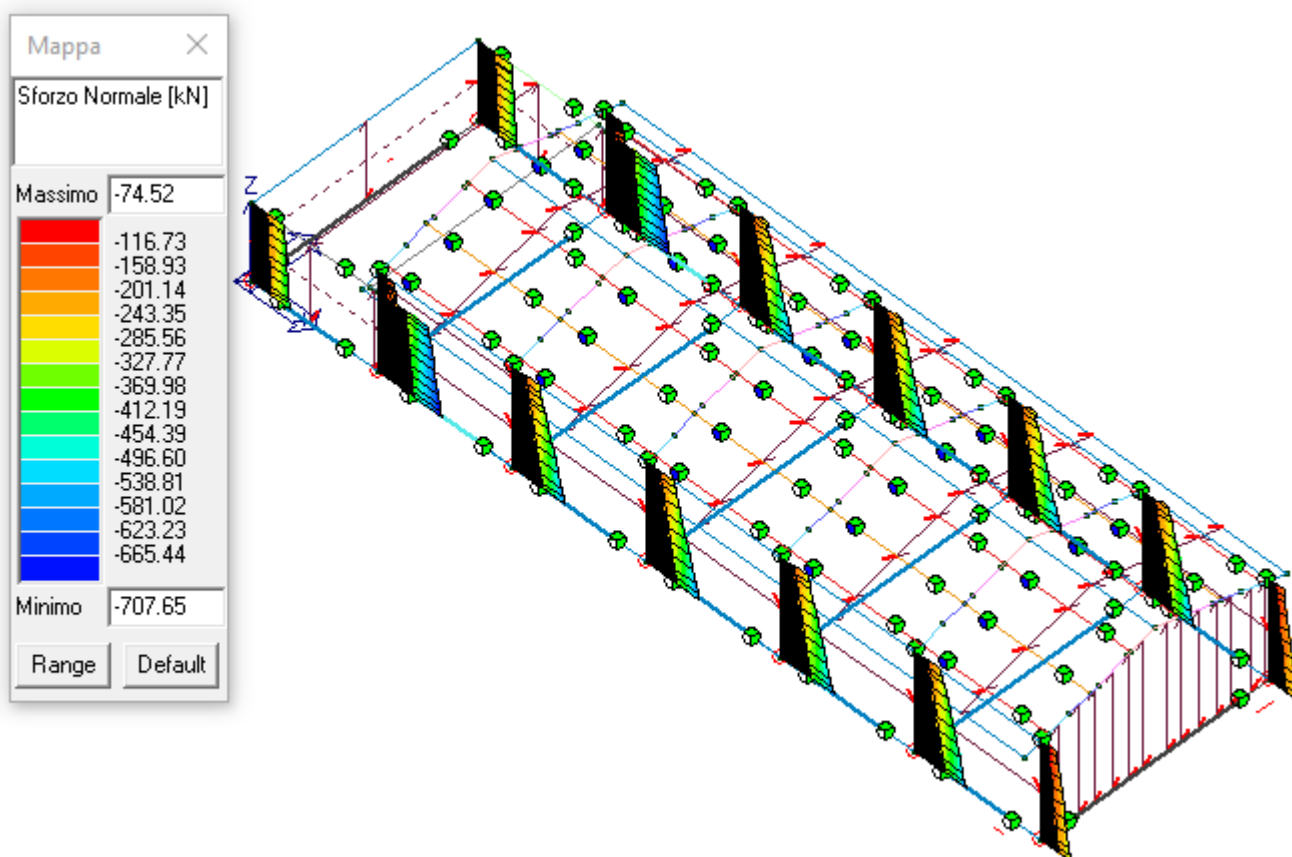 Mappa
Sforzo Normale [kN]
Massimo -74.52
-116.73
-158.93
-201.14
-243.35
-285.56
-327.77
-369.98
-412.19
-454.39
-496.60
-538.81
-581.02
-623.23
-665.44
Minimo -707.65
Range Default
Z